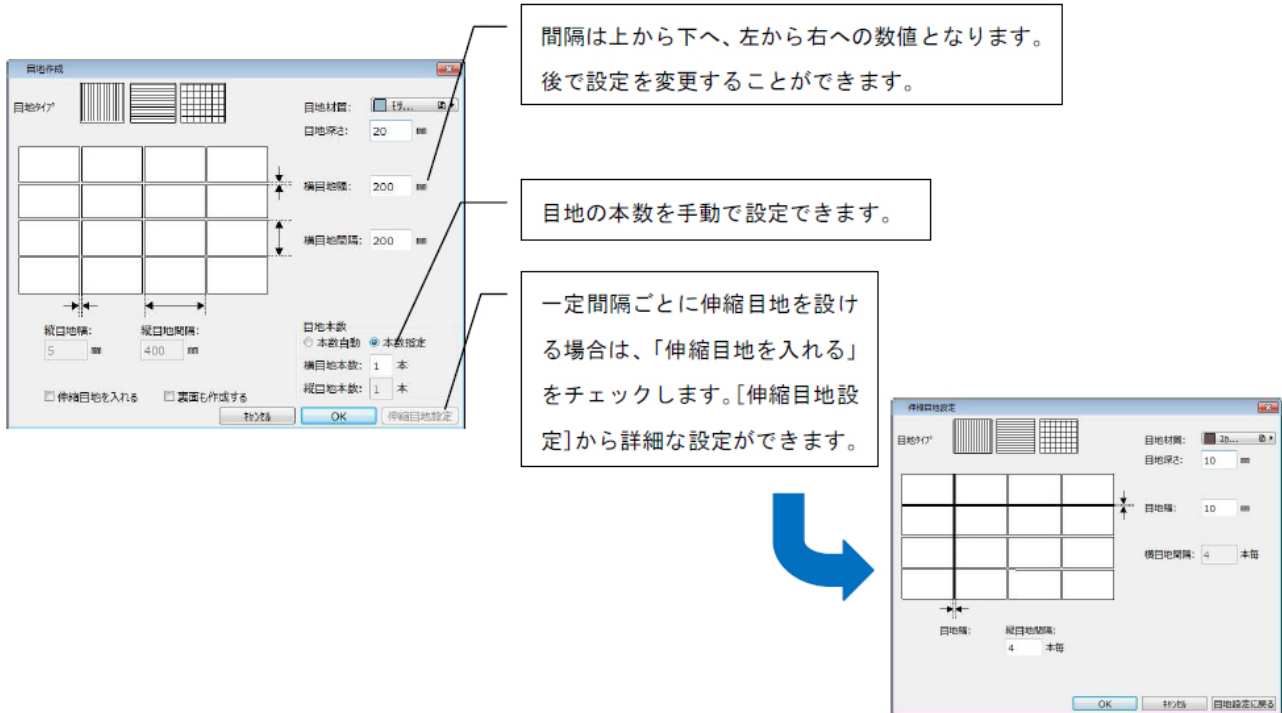 間隔は上から下へ、左から右への数値となります。
後で設定を変更することができます。
目地作成
目地ﾀｲﾌﾟ
目地材質:
目地深さ: 20 mm
横目地幅: 200 mm
横目地間隔: 200 mm
縦目地幅:
5 mm
縦目地間隔:
400 mm
目地本数
本数自動 本数指定
横目地本数: 1 本
縦目地本数: 1 本
伸縮目地を入れる 裏面も作成する
ｷｬﾝｾﾙ OK 伸縮目地設定
目地の本数を手動で設定できます。
一定間隔ごとに伸縮目地を設け
る場合は、「伸縮目地を入れる」
をチェックします。[伸縮目地設
定]から詳細な設定ができます。
伸縮目地設定
目地ﾀｲﾌﾟ
目地材質:
目地深さ: 10 mm
目地幅: 10 mm
横目地間隔: 4 本毎
目地幅:
縦目地間隔:
4 本毎
OK ｷｬﾝｾﾙ 目地設定に戻る